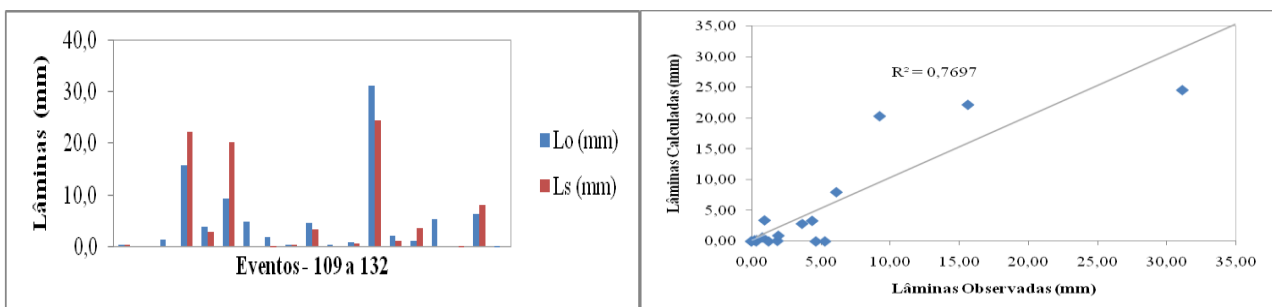 40,0
30,0
20,0
10,0
0,0
Lâminas (mm)
Eventos - 109 a 132
Lo (mm)
Ls (mm)
35,00
30,00
25,00
20,00
15,00
10,00
5,00
0,00
Lâminas Calculadas (mm)
R² = 0,7697
0,00 5,00 10,00 15,00 20,00 25,00 30,00 35,00
Lâminas Observadas (mm)